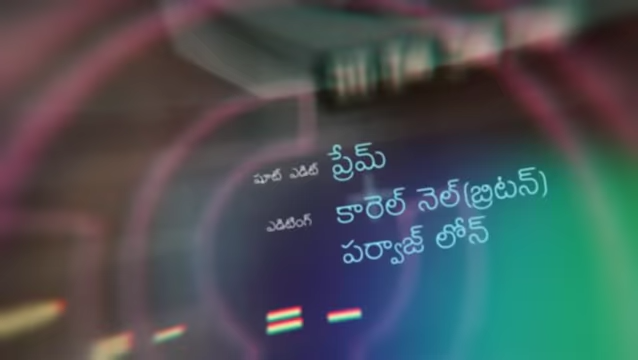 షూట్ ఎడిట్ ప్రేమ్
ఎడిటింగ్ కారెల్ నెల్(బ్రిటన్)
పర్వాజ్ లోన్